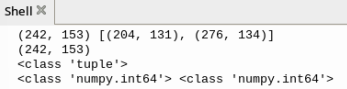 Shell
(242, 153) [(204, 131), (276, 134)]
(242, 153)
<class 'tuple'>
<class 'numpy.int64'> <class 'numpy.int64'>